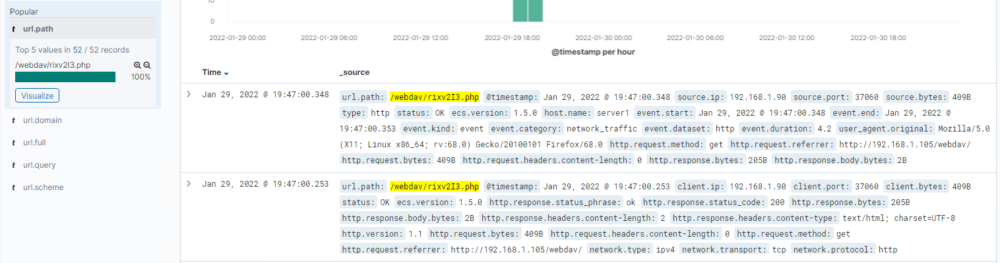 Popular
t url.path
Top 5 values in 52 / 52 records
/webdav/rixv2I3.php
100%
Visualize
t url.domain
t url.full
t url.query
t url.scheme
10
0
2022-01-29 00:00 2022-01-29 06:00 2022-01-29 12:00 2022-01-29 18:00 2022-01-30 00:00 2022-01-30 06:00 2022-01-30 12:00 2022-01-30 18:00
@timestamp per hour
Time _source
Jan 29, 2022 @ 19:47:00.348
url.path: /webdav/rixv2I3.php @timestamp: Jan 29, 2022 @ 19:47:00.348 source.ip: 192.168.1.90 source.port: 37060 source.bytes: 409B
type: http status: OK ecs.version: 1.5.0 host.name: server1 event.start: Jan 29, 2022 @ 19:47:00.348 event.end: Jan 29, 2022 @
19:47:00.353 event.kind: event event.category: network_traffic event.dataset: http event.duration: 4.2 user_agent.original: Mozilla/5.0
(X11; Linux x86_64; rv:68.0) Gecko/20100101 Firefox/68.0 http.request.method: get http.request.referrer: http://192.168.1.105/webdav/
http.request.bytes: 409B http.request.headers.content-length: 0 http.response.bytes: 205B http.response.body.bytes: 2B
Jan 29, 2022 @ 19:47:00.253
url.path: /webdav/rixv2I3.php @timestamp: Jan 29, 2022 @ 19:47:00.253 client.ip: 192.168.1.90 client.port: 37060 client.bytes: 409B
status: OK ecs.version: 1.5.0 http.response.status_phrase: ok http.response.status_code: 200 http.response.bytes: 205B
http.response.body.bytes: 2B http.response.headers.content-length: 2 http.response.headers.content-type: text/html; charset=UTF-8
http.version: 1.1 http.request.bytes: 409B http.request.headers.content-length: 0 http.request.method: get
http.request.referrer: http://192.168.1.105/webdav/ network.type: ipv4 network.transport: tcp network.protocol: http